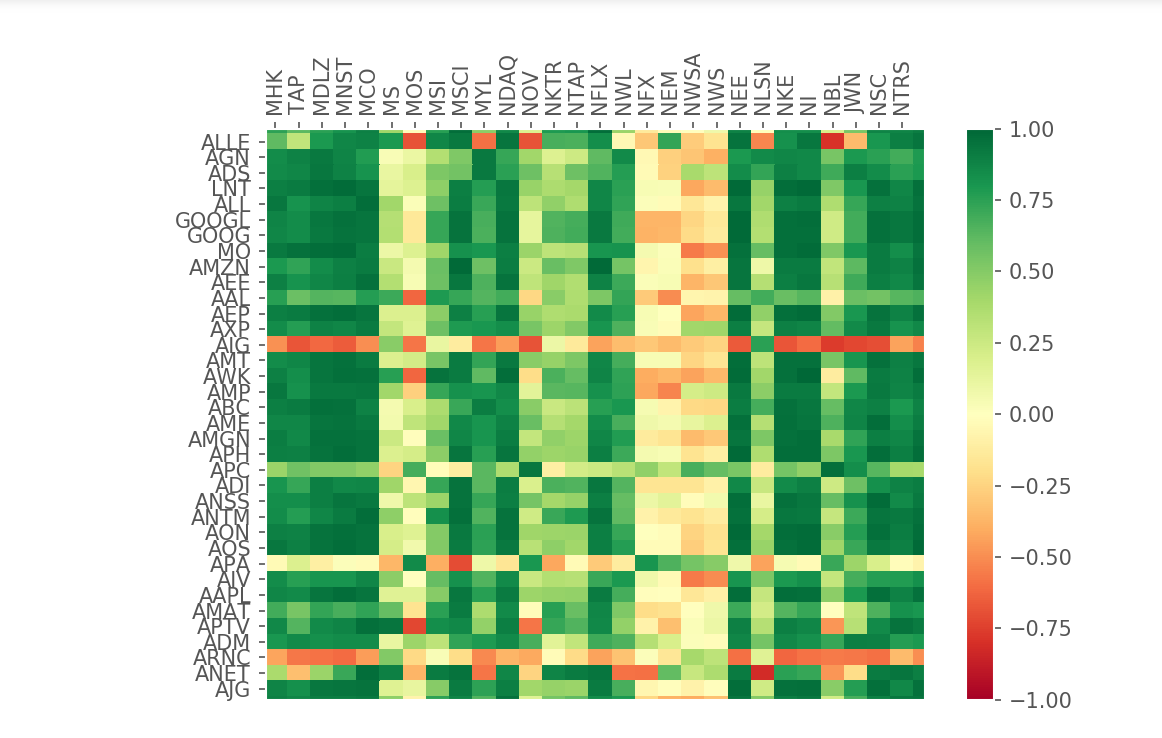 MHK TAP MDLZ MNST MCO MS MOS MSI MSCI MYL NDAQ NOV NKTR NTAP NFLX NWL NFX NEM NWSA NWS NEE NLSN NKE NI NBL JWN NSC NTRS
ALLE
AGN
ADS
LNT
ALL
GOOGL
GOOG
MO
AMZN
AEE
AAL
AEP
AXP
AIG
AMT
AWK
AMP
ABC
AME
AMGN
APH
APC
ADI
ANSS
ANTM
AON
AOS
APA
AIV
AAPL
AMAT
APTV
ADM
ARNC
ANET
AJG
1.00
0.75
0.50
0.25
0.00
−0.25
−0.50
−0.75
−1.00